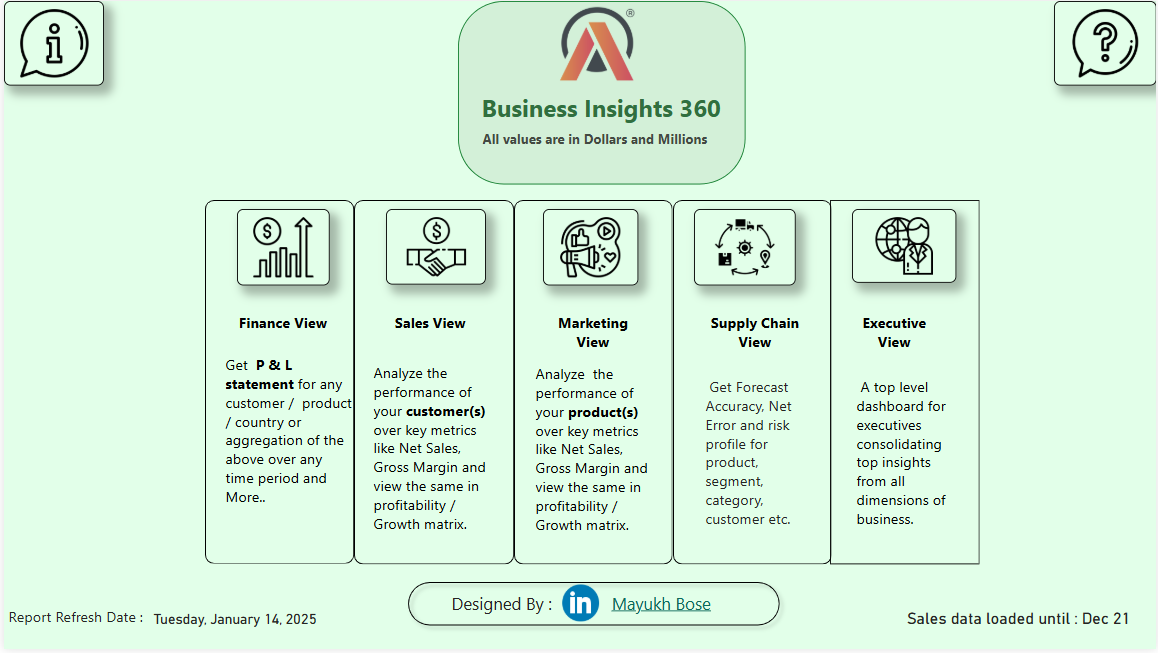 ®
Business Insights 360
All values are in Dollars and Millions
Finance View
Get  P & L
statement for any
customer /  product
/ country or
aggregation of the
above over any
time period and
More..
Sales View
Analyze the
performance of
your customer(s)
over key metrics
like Net Sales,
Gross Margin and
view the same in
profitability /
Growth matrix.
Marketing
View
Analyze  the
performance of
your product(s)
over key metrics
like Net Sales,
Gross Margin and
view the same in
profitability /
Growth matrix.
Supply Chain
View
Get Forecast
Accuracy, Net
Error and risk
profile for
product,
segment,
category,
customer etc.
Executive
View
A top level
dashboard for
executives
consolidating
top insights
from all
dimensions of
business.
Designed By : in Mayukh Bose
Report Refresh Date : Tuesday, January 14, 2025
Sales data loaded until : Dec 21